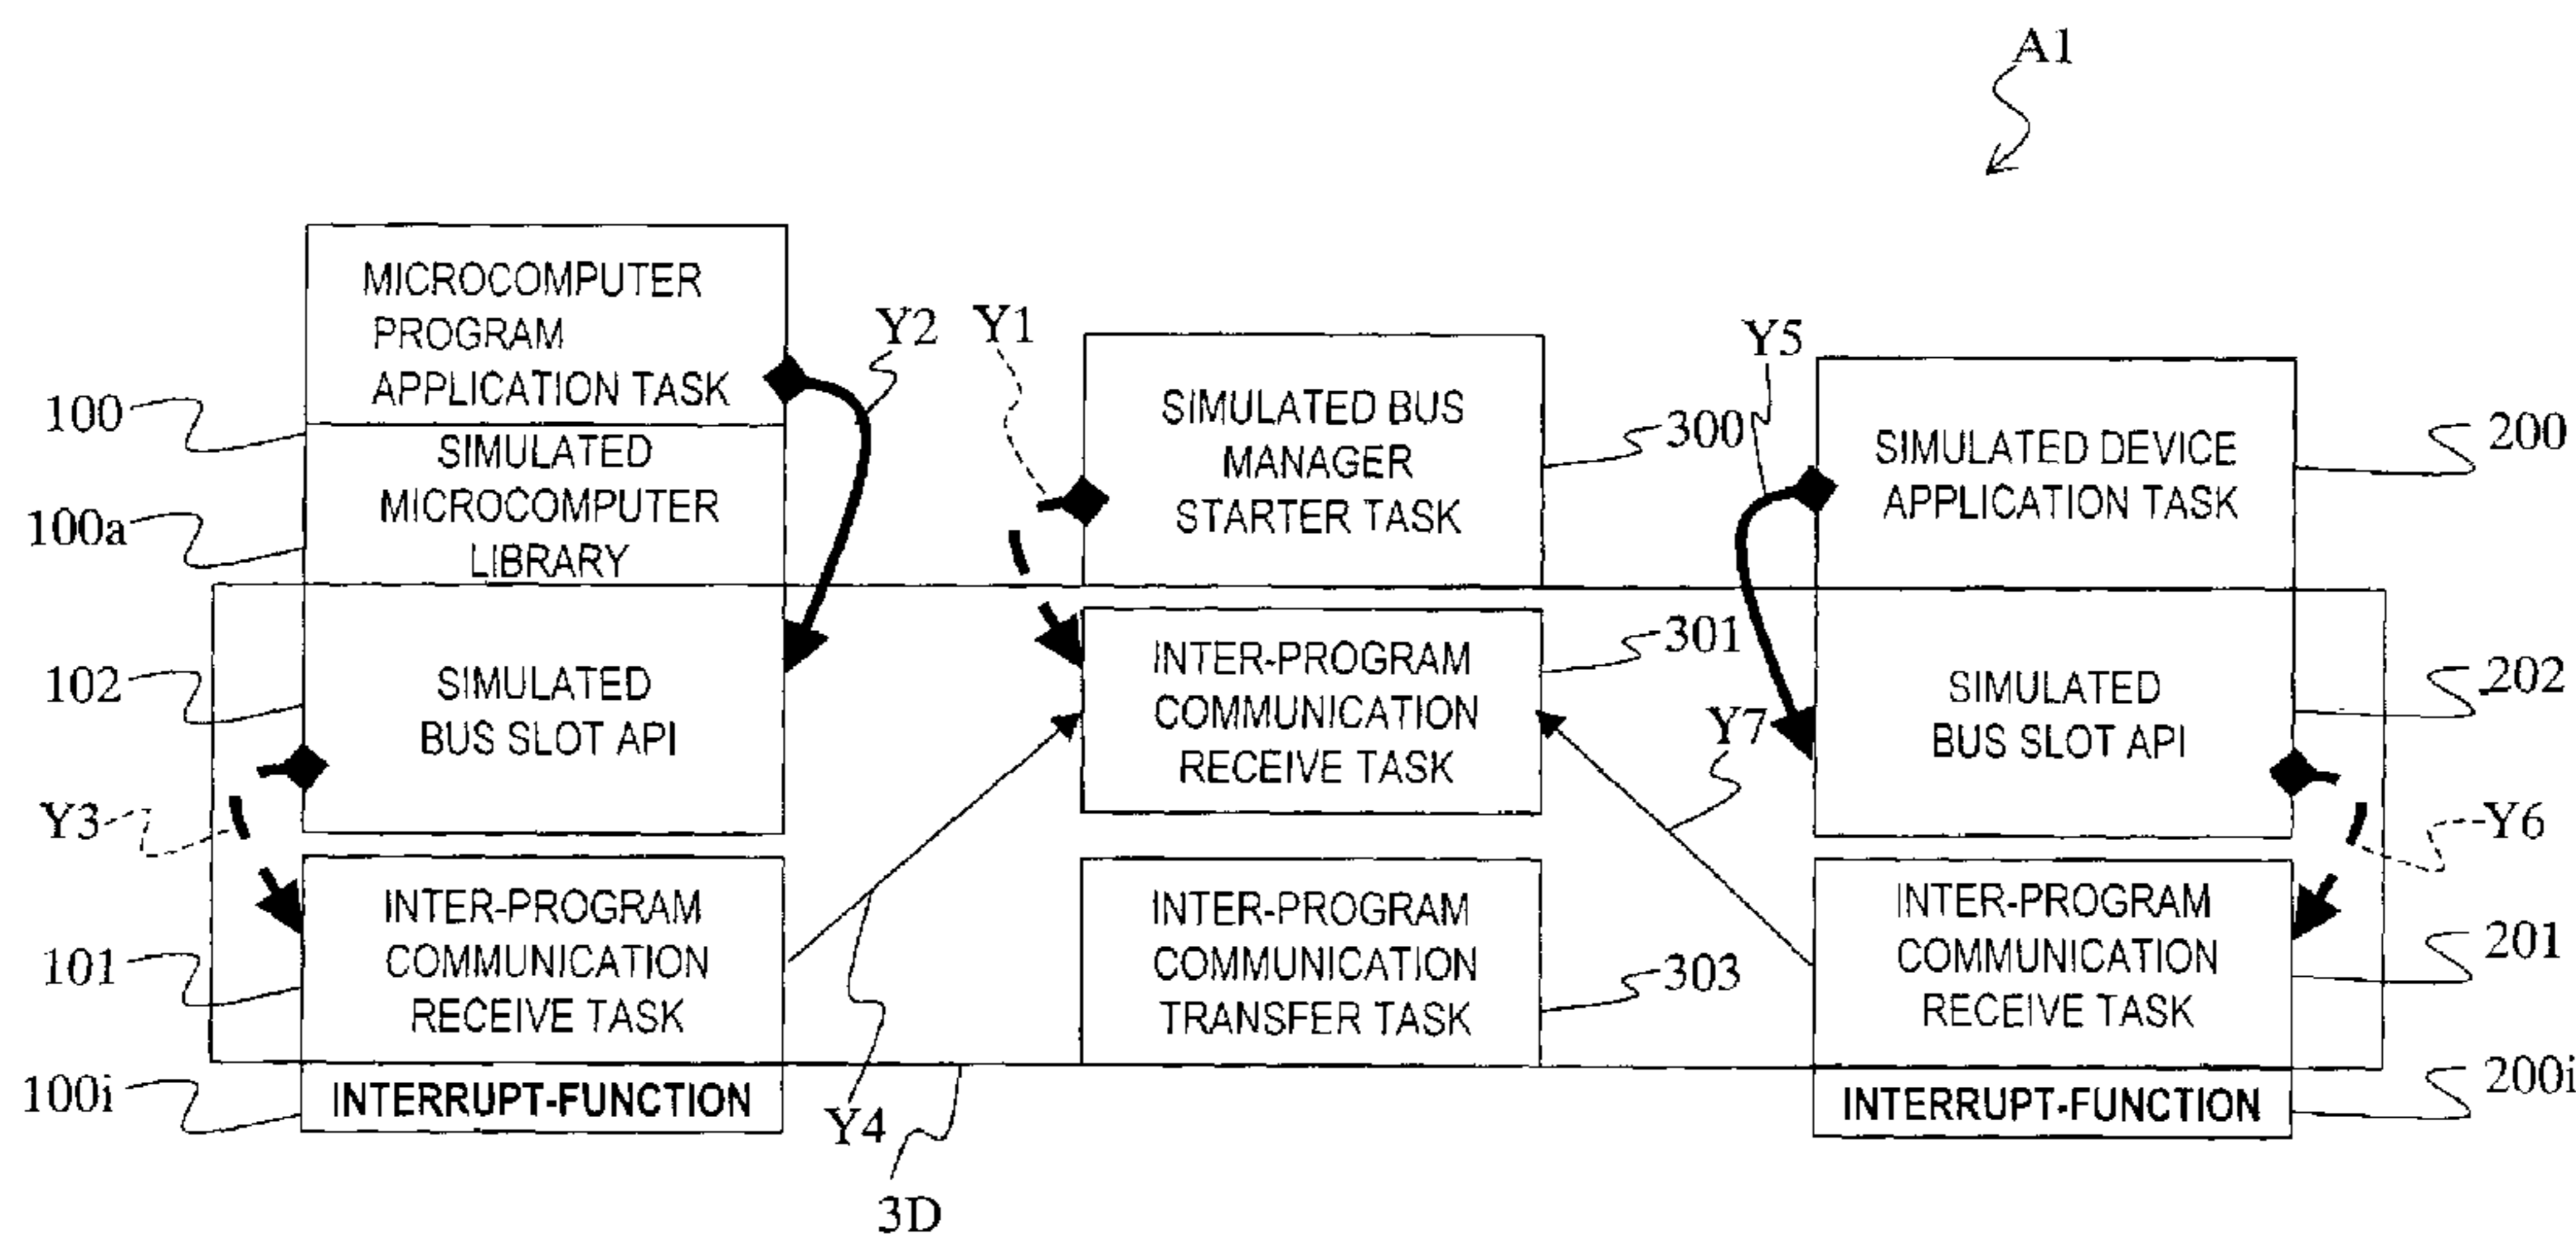 A1
MICROCOMPUTER
PROGRAM
APPLICATION TASK
Y2
Y1
Y5
100
SIMULATED
MICROCOMPUTER
LIBRARY
100a
SIMULATED BUS
MANAGER
STARTER TASK
300
SIMULATED DEVICE
APPLICATION TASK
200
102
SIMULATED
BUS SLOT API
INTER-PROGRAM
COMMUNICATION
RECEIVE TASK
301
Y7
SIMULATED
BUS SLOT API
202
Y3
Y6
101
INTER-PROGRAM
COMMUNICATION
RECEIVE TASK
INTER-PROGRAM
COMMUNICATION
TRANSFER TASK
303
INTER-PROGRAM
COMMUNICATION
RECEIVE TASK
201
100i
INTERRUPT-FUNCTION
Y4
3D
INTERRUPT-FUNCTION
200i